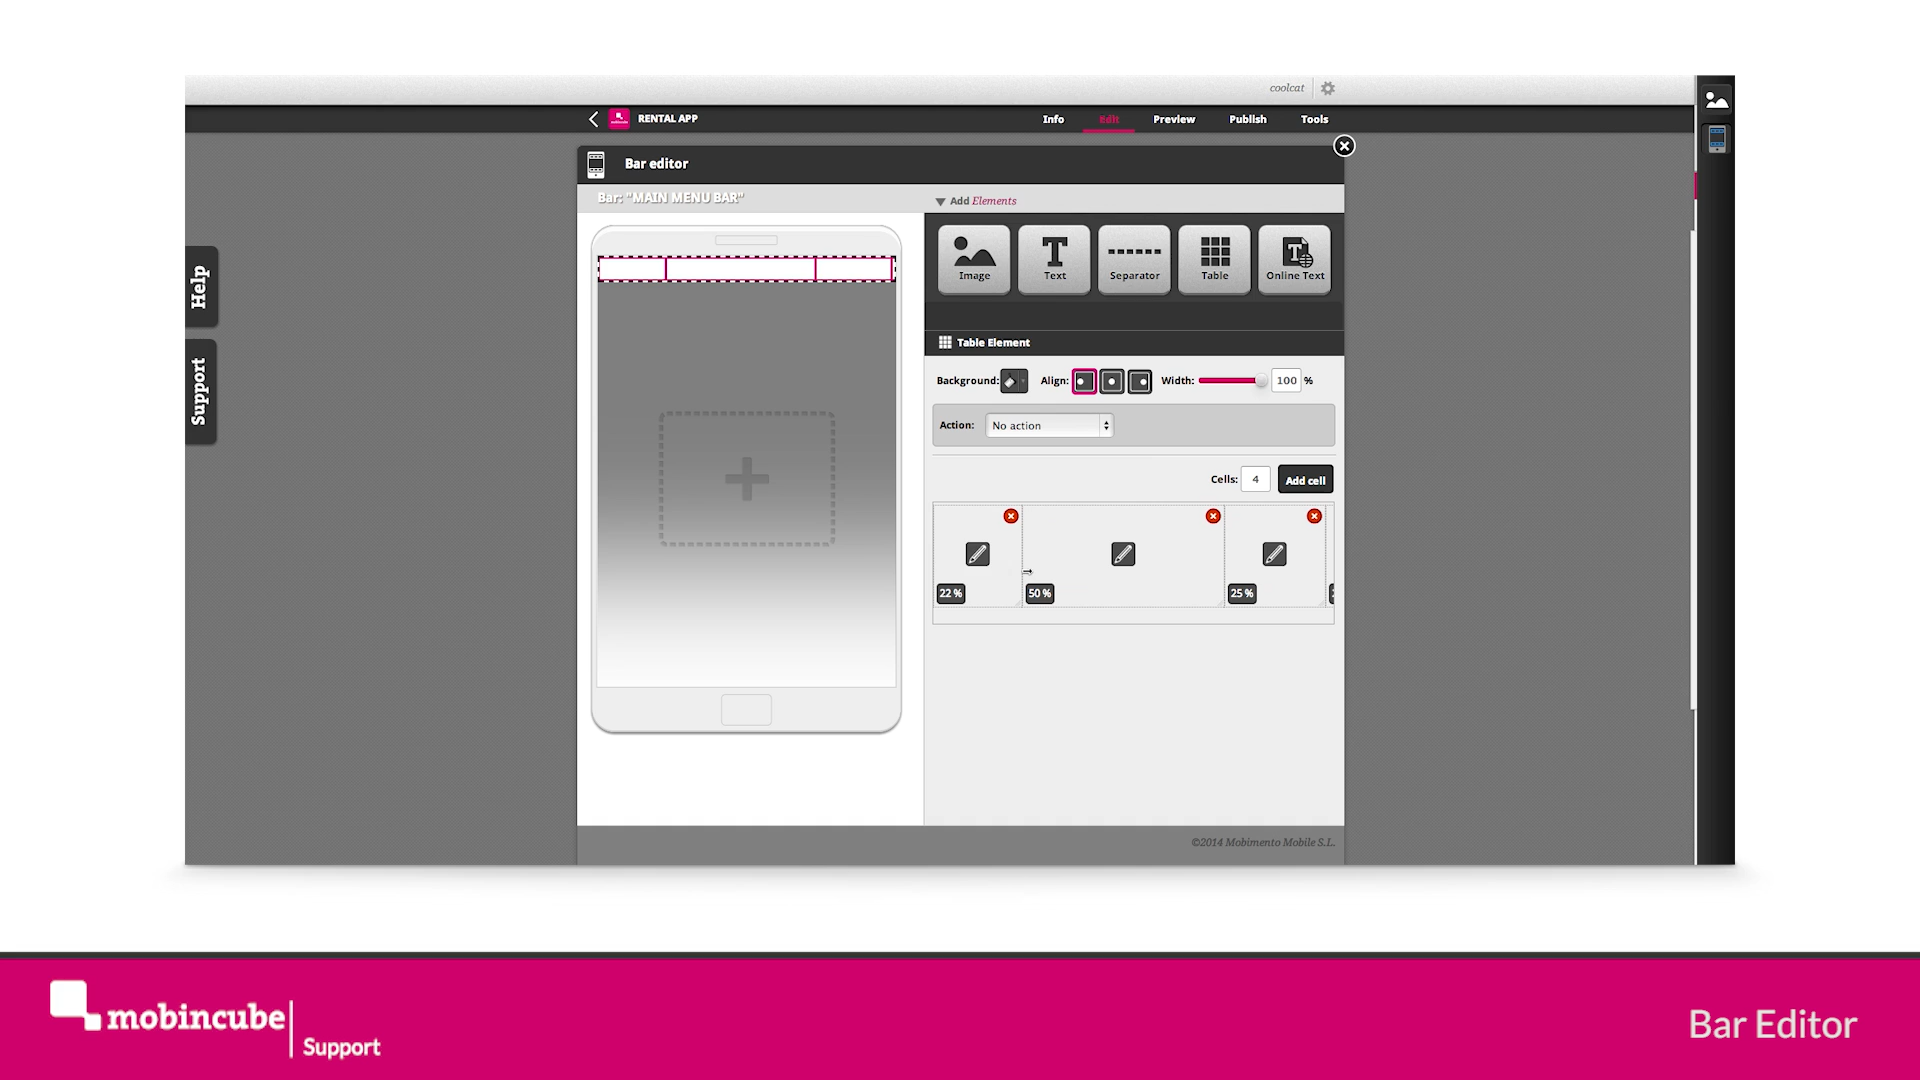 coolcat
RENTAL APP
Info
Edit
Preview
Publish
Tools
Bar editor
Bar: "MAIN MENU BAR"
Add Elements
Image
Text
Separator
Table
Online Text
Table Element
Background:
Align:
Width:
100 %
Action:
No action
Cells: 4
Add cell
22 %
50 %
25 %
Help
Support
©2014 Mobimento Mobile S.L.
mobincube
Support
Bar Editor